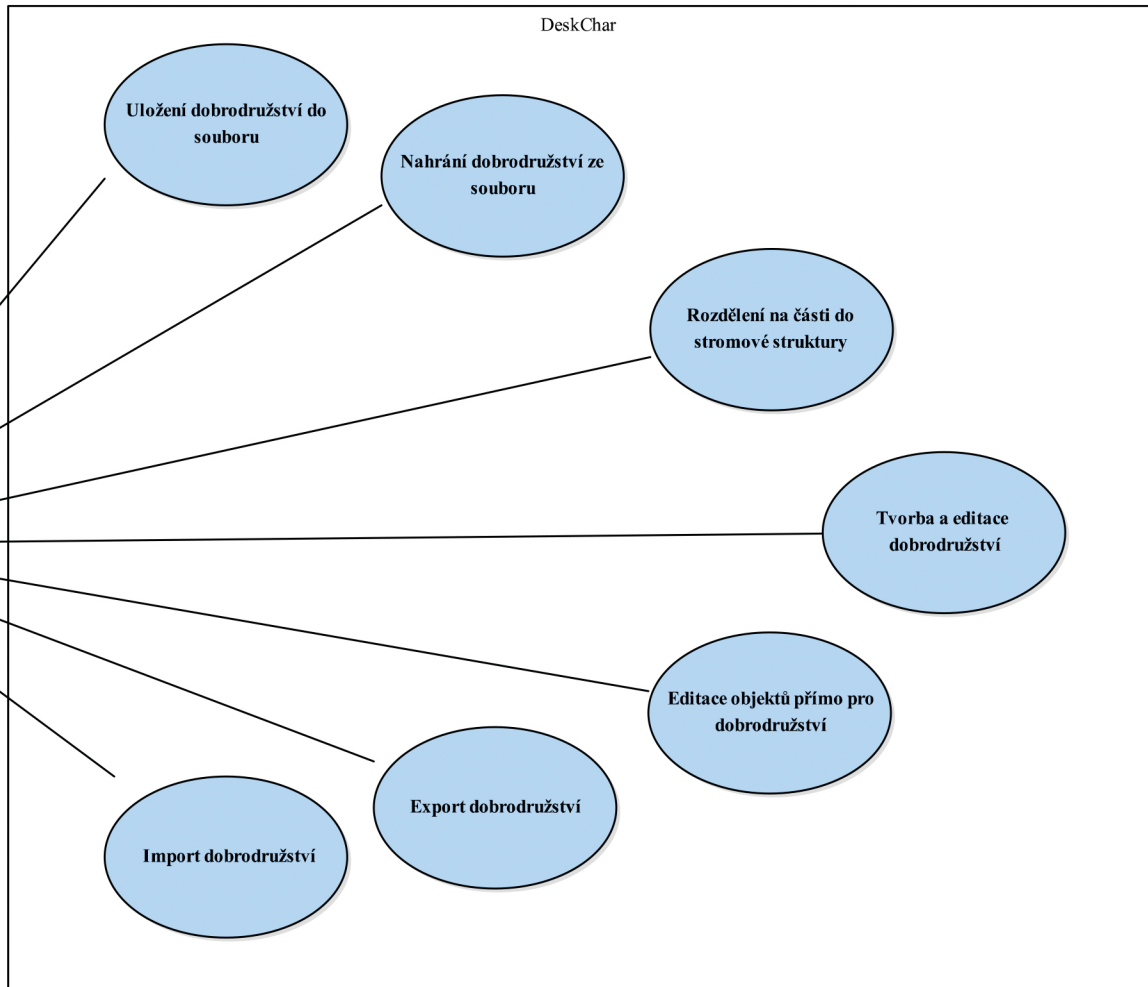 DeskChar
Uložení dobrodružství do
souboru
Nahrání dobrodružství ze
souboru
Rozdělení na části do
stromové struktury
Tvorba a editace
dobrodružství
Editace objektů přímo pro
dobrodružství
Export dobrodružství
Import dobrodružství